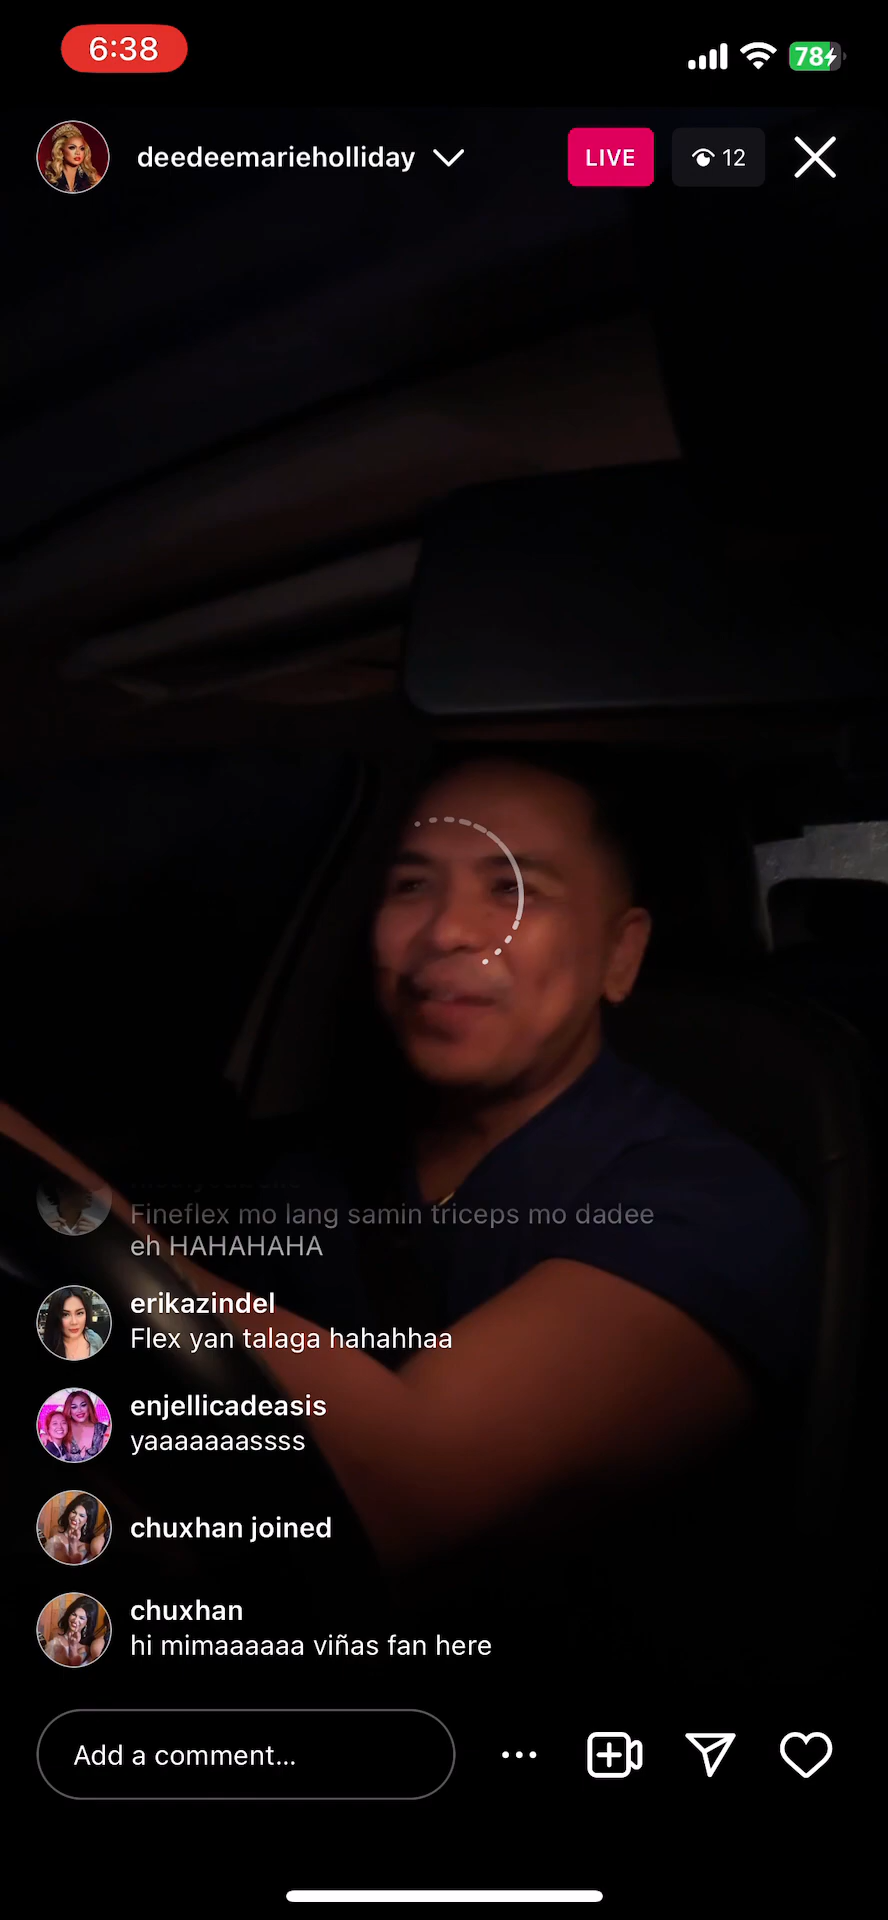 6:38
78
deedeemarieholliday
LIVE
12
Fineflex mo lang samin triceps mo dadee
eh HAHAHAHA
erikazindel
Flex yan talaga hahahhaa
enjellicadeasis
yaaaaaaassss
chuxhan joined
chuxhan
hi mimaaaaaa viñas fan here
Add a comment...